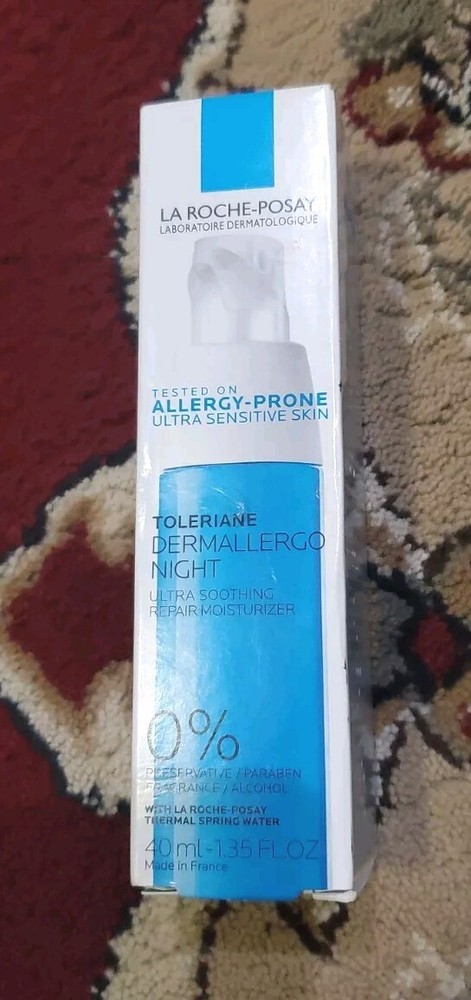 LA ROCHE-POSAY
LABORATOIRE DERMATOLOGIQUE
TESTED ON
ALLERGY-PRONE
ULTRA SENSITIVE SKIN
TOLERIANE
DERMALLERGO
NIGHT
ULTRA SOOTHING
REPAIR MOISTURIZER
0%
PRESERVATIVE / PARABEN
FRAGRANCE / ALCOHOL
WITH LA ROCHE-POSAY
THERMAL SPRING WATER
40 ml-1.35 FL.OZ
Made in France